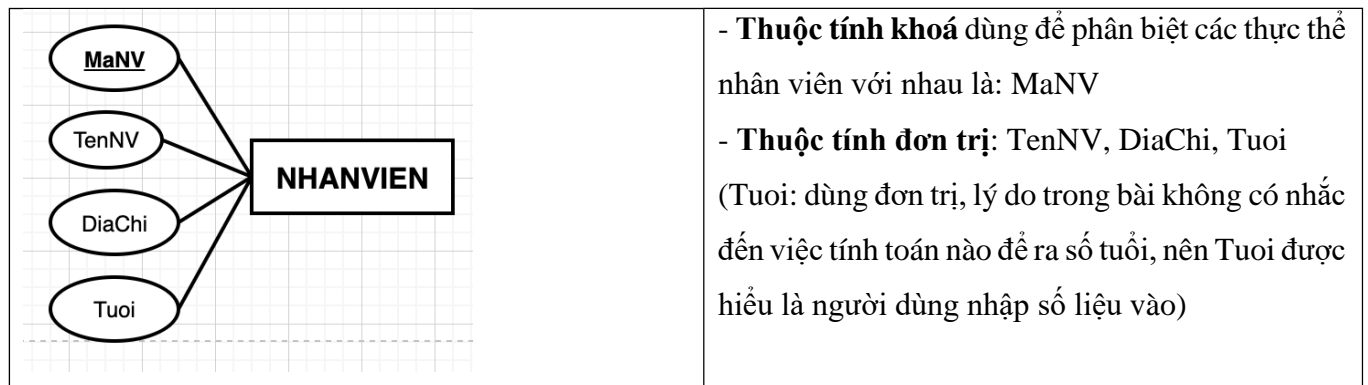 MaNV
TenNV
DiaChi
Tuoi
NHANVIEN
- Thuộc tính khoá dùng để phân biệt các thực thể
nhân viên với nhau là: MaNV
- Thuộc tính đơn trị: TenNV, DiaChi, Tuoi
(Tuoi: dùng đơn trị, lý do trong bài không có nhắc
đến việc tính toán nào để ra số tuổi, nên Tuoi được
hiểu là người dùng nhập số liệu vào)